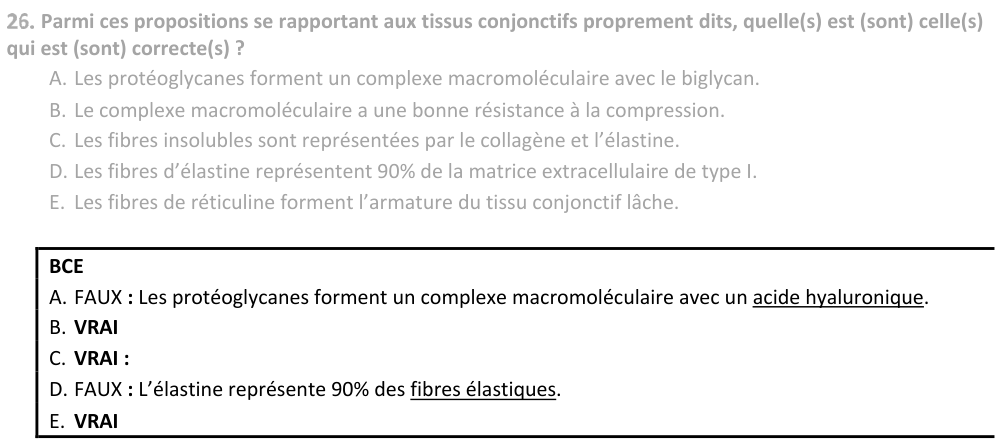 26. Parmi ces propositions se rapportant aux tissus conjonctifs proprement dits, quelle(s) est (sont) celle(s)
qui est (sont) correcte(s) ?
A. Les protéoglycanes forment un complexe macromoléculaire avec le biglycan.
B. Le complexe macromoléculaire a une bonne résistance à la compression.
C. Les fibres insolubles sont représentées par le collagène et l’élastine.
D. Les fibres d’élastine représentent 90% de la matrice extracellulaire de type I.
E. Les fibres de réticuline forment l’armature du tissu conjonctif lâche.
BCE
A. FAUX : Les protéoglycanes forment un complexe macromoléculaire avec un acide hyaluronique.
B. VRAI
C. VRAI :
D. FAUX : L’élastine représente 90% des fibres élastiques.
E. VRAI